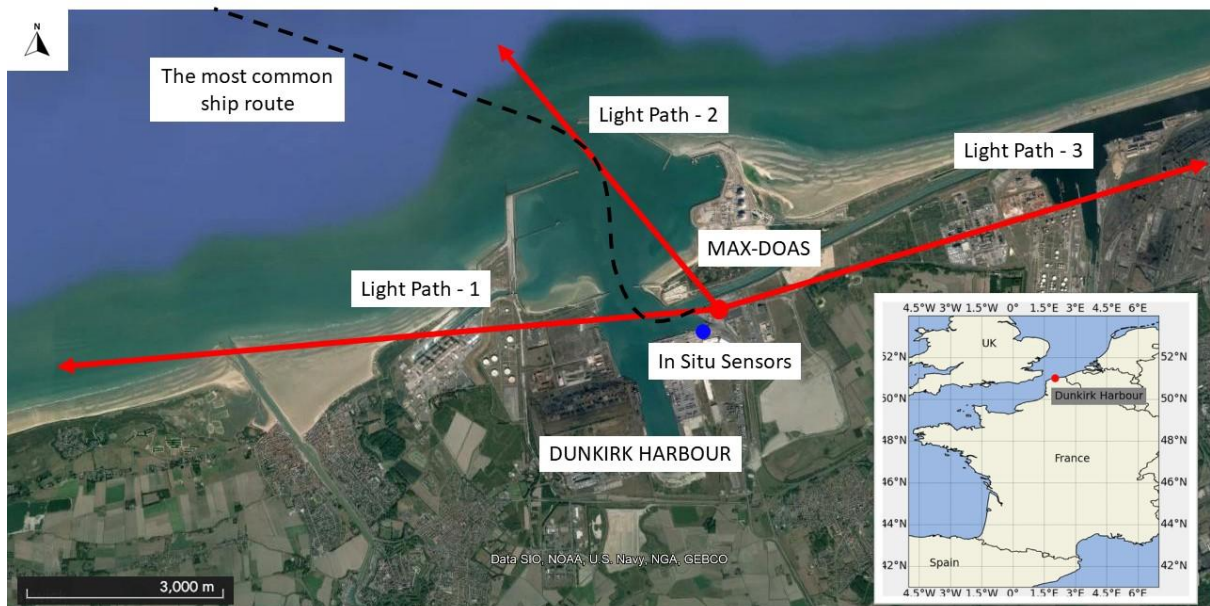 N
The most common
ship route
Light Path - 2
Light Path - 3
MAX-DOAS
Light Path - 1
In Situ Sensors
DUNKIRK HARBOUR
Data SIO, NOAA, U.S. Navy, NGA, GEBCO
3,000 m
4.5°W 3°W 1.5°W 0° 1.5°E 3°E 4.5°E 6°E
52°N
50°N
48°N
46°N
44°N
42°N
UK
Dunkirk Harbour
France
Spain
52°N
50°N
48°N
46°N
44°N
42°N
4.5°W 3°W 1.5°W 0° 1.5°E 3°E 4.5°E 6°E